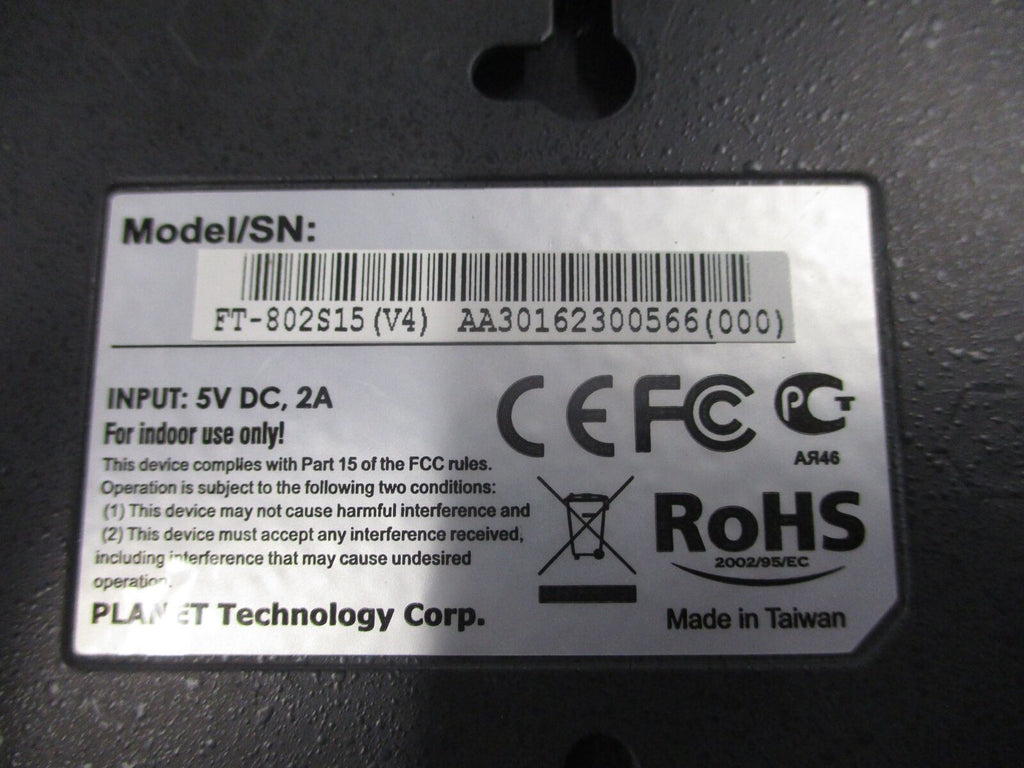 Model/SN:
FT-802S15(V4) AA30162300566(000)
INPUT: 5V DC, 2A
For indoor use only!
This device complies with Part 15 of the FCC rules.
Operation is subject to the following two conditions:
(1) This device may not cause harmful interference and
(2) This device must accept any interference received,
including interference that may cause undesired
operation.
PLANET Technology Corp.
CE FC PCT
АЯ46
RoHS
2002/95/EC
Made in Taiwan